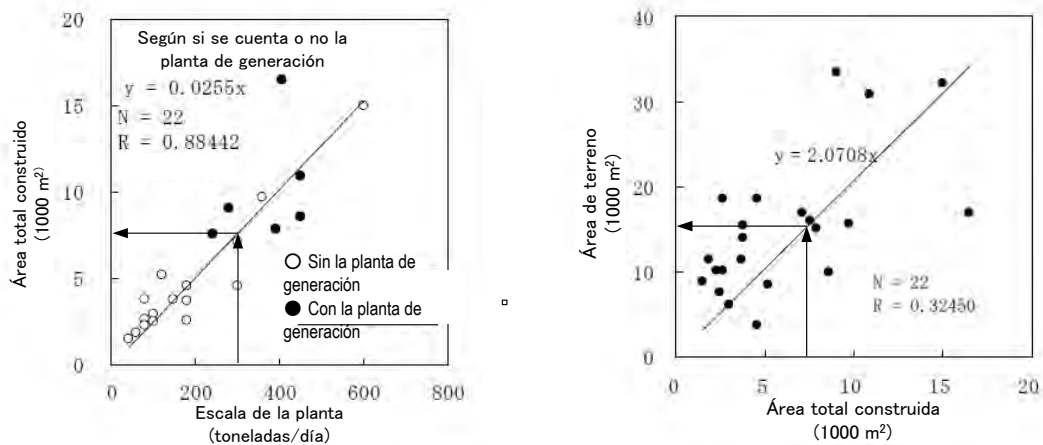 Según si se cuenta o no la
planta de generación
y = 0.0255x
N = 22
R = 0.88442
20
15
10
5
0
Área total construido
(1000 m²)
○ Sin la planta de
generación
● Con la planta de
generación
0 200 400 600 800
Escala de la planta
(toneladas/día)
40
30
20
10
0
Área de terreno
(1000 m²)
y = 2.0708x
N = 22
R = 0.32450
0 5 10 15 20
Área total construida
(1000 m²)